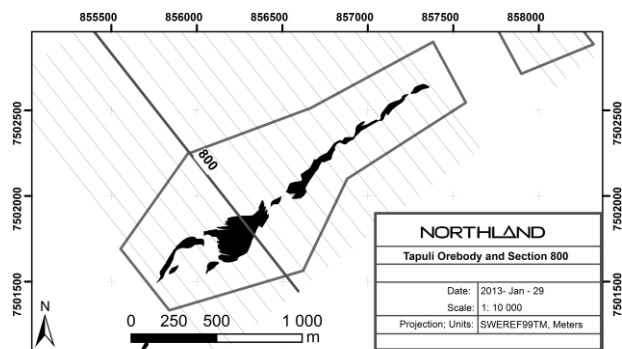 855500 856000 856500 857000 857500 858000
7502500
7502500
800
7502000
7502000
NORTHLAND
Tapuli Orebody and Section 800
7501500
7501500
Date: 2013- Jan - 29
Scale: 1: 10 000
Projection; Units: SWEREF99TM, Meters
N
0 250 500 1 000
m